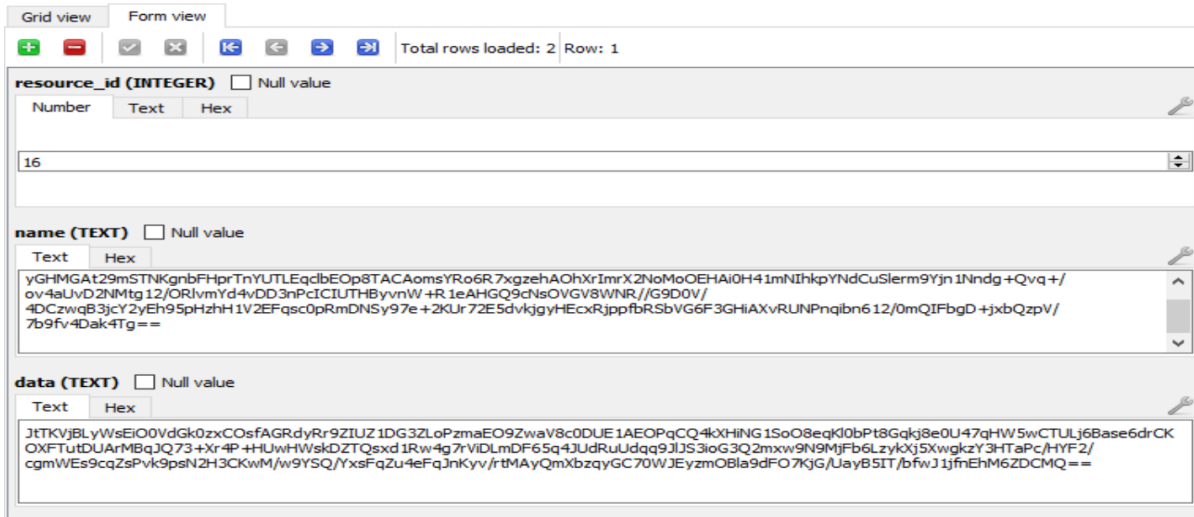 Grid view Form view
Total rows loaded: 2 Row: 1
resource_id (INTEGER) Null value
Number Text Hex
16
name (TEXT) Null value
Text Hex
yGHMGAt29mSTNKgnbFHprTnYUTLEqclbEOp8TACAomsYRo6R7xgzehAOhXrImrX2NoMoOEHAi0H41mNIhkpYNdCuSlerm9Yjn1Nndg+Qvq+/
ov4aUvD2NMtg12/ORlvmYd4vDD3nPcICIUTHByvnW+R1eAHGQ9cNsOVGV8WNR//G9D0V/
4DCzwqB3jcY2yEh95pHzhH1V2EFqsc0pRmDNSy97e+2KUr72E5dvkjgyHEcxRjppfbRSbVG6F3GHiAXvRUNPnqibn612/0mQIFbgD+jxbQzpV/
7b9fv4Dak4Tg==
data (TEXT) Null value
Text Hex
JtTKVjBLyWsEiO0VdGk0zxCOsfAGRdyRr9ZIUZ1DG3ZLoPzmaEO9ZwaV8c0DUE1AEOPqCQ4kXHiNG1SoO8eqKl0bPt8Gqkj8e0U47qHW5wCTULj6Base6drCK
OXFTutDUArMBqJQ73+Xr4P+HUwHWskDZTQsxd1Rw4g7rViDLmDF65q4JUdRuUdqq9JlJS3ioG3Q2mxw9N9MjFb6LzykXj5XwgkzY3HTaPc/HYF2/
cgmWEs9cqZsPvk9psN2H3CKwM/w9YSQ/YxsFqZu4eFqJnKyv/rtMAyQmXbzqyGC70WJEyzmOBla9dFO7KjG/UayB5IT/bfwJ1jfnEhM6ZDCMQ==